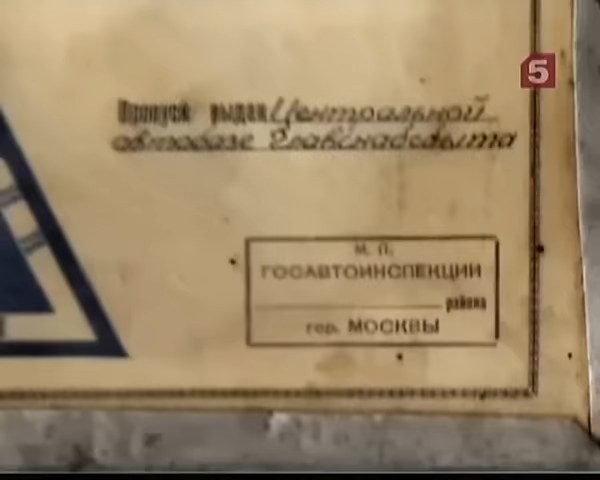 5
Пропуск выдан Центральной
автобазе Главснабсбыта
М. П.
ГОСАВТОИНСПЕКЦИИ
района
гор. МОСКВЫ